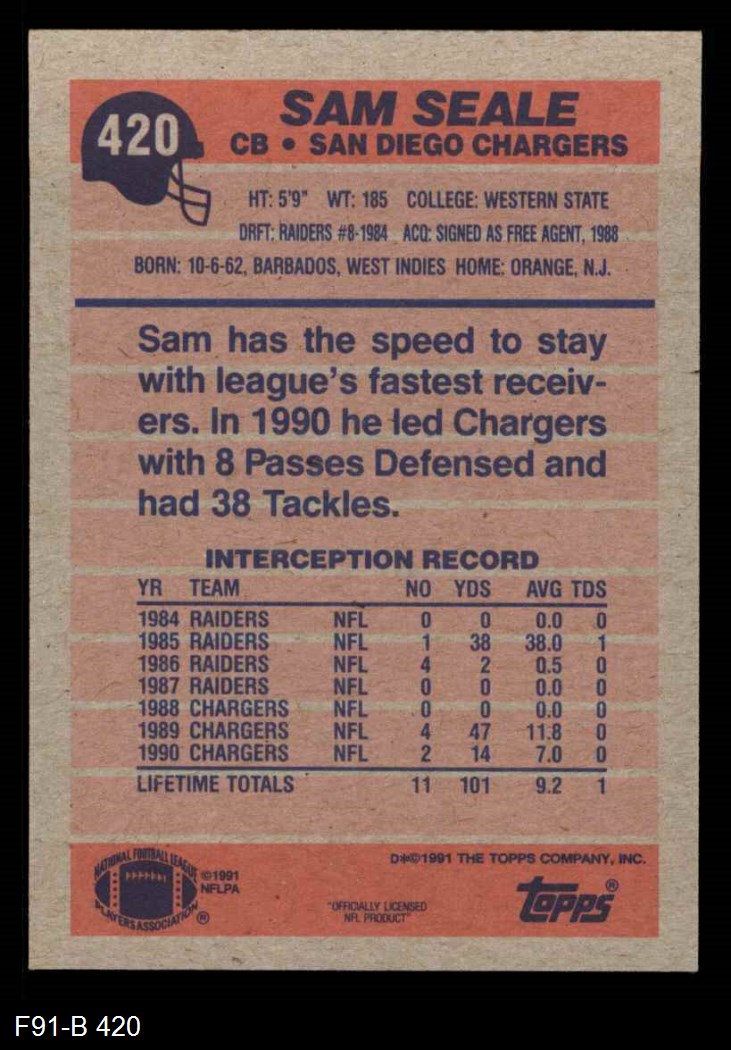 420
SAM SEALE
CB • SAN DIEGO CHARGERS
HT: 5'9" WT: 185 COLLEGE: WESTERN STATE
DRFT: RAIDERS #8-1984 ACQ: SIGNED AS FREE AGENT, 1988
BORN: 10-6-62, BARBADOS, WEST INDIES HOME: ORANGE, N.J.
Sam has the speed to stay
with league's fastest receiv-
ers. In 1990 he led Chargers
with 8 Passes Defensed and
had 38 Tackles.
INTERCEPTION RECORD
YR TEAM NO YDS AVG TDS
1984 RAIDERS NFL 0 0 0.0 0
1985 RAIDERS NFL 1 38 38.0 1
1986 RAIDERS NFL 4 2 0.5 0
1987 RAIDERS NFL 0 0 0.0 0
1988 CHARGERS NFL 0 0 0.0 0
1989 CHARGERS NFL 4 47 11.8 0
1990 CHARGERS NFL 2 14 7.0 0
LIFETIME TOTALS 11 101 9.2 1
NATIONAL FOOTBALL LEAGUE
PLAYERS ASSOCIATION ®
©1991
NFLPA
D*©1991 THE TOPPS COMPANY, INC.
"OFFICIALLY LICENSED
NFL PRODUCT"
topps®
F91-B 420